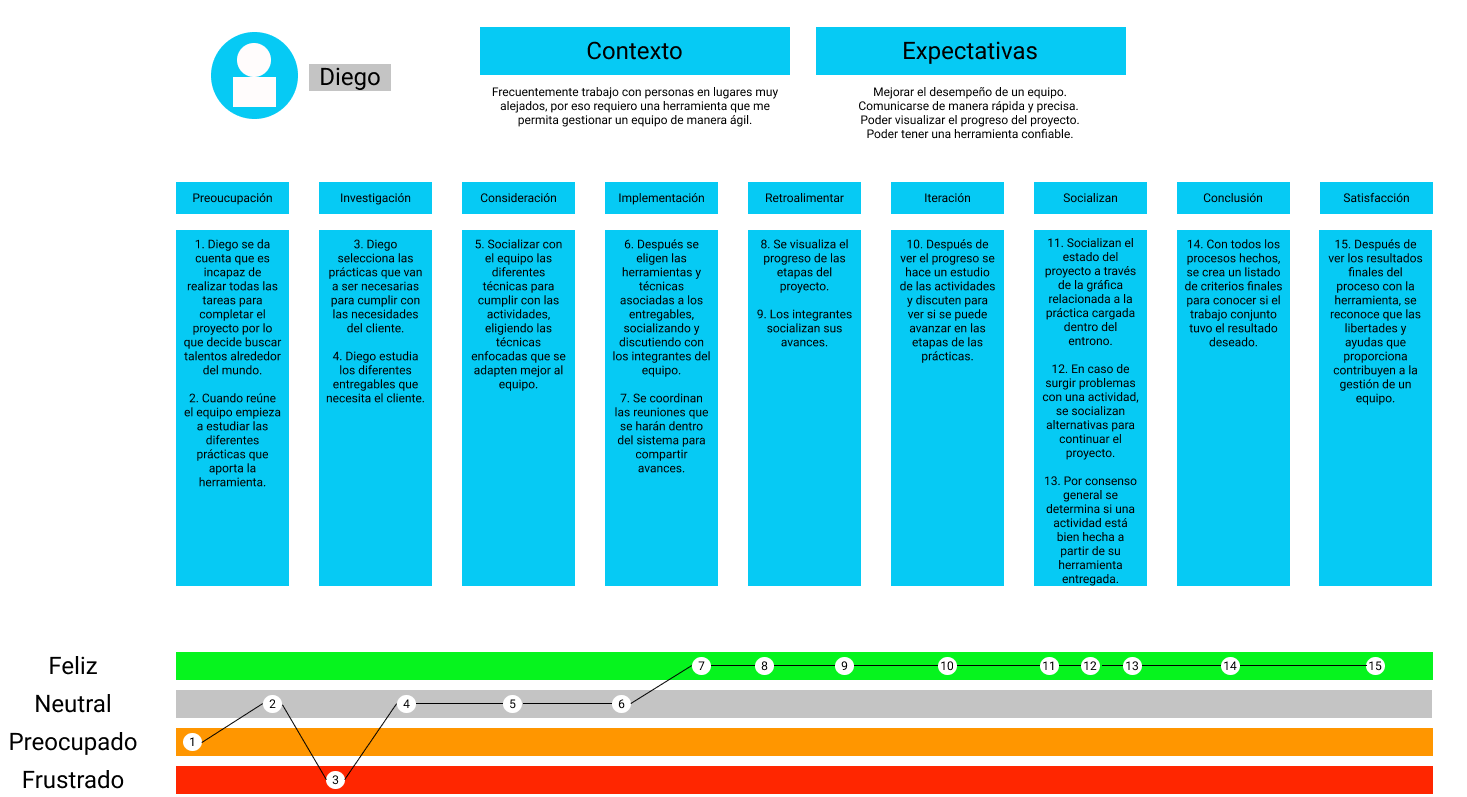 Diego
Contexto
Frecuentemente trabajo con personas en lugares muy
alejados, por eso requiero una herramienta que me
permita gestionar un equipo de manera ágil.
Expectativas
Mejorar el desempeño de un equipo.
Comunicarse de manera rápida y precisa.
Poder visualizar el progreso del proyecto.
Poder tener una herramienta confiable.
Preoucupación
1. Diego se da
cuenta que es
incapaz de
realizar todas las
tareas para
completar el
proyecto por lo
que decide buscar
talentos alrededor
del mundo.
2. Cuando reúne
el equipo empieza
a estudiar las
diferentes
prácticas que
aporta la
herramienta.
Investigación
3. Diego
selecciona las
prácticas que van
a ser necesarias
para cumplir con
las necesidades
del cliente.
4. Diego estudia
los diferentes
entregables que
necesita el cliente.
Consideración
5. Socializar con
el equipo las
diferentes
técnicas para
cumplir con las
actividades,
eligiendo las
técnicas
enfocadas que se
adapten mejor al
equipo.
Implementación
6. Después se
eligen las
herramientas y
técnicas
asociadas a los
entregables,
socializando y
discutiendo con
los integrantes del
equipo.
7. Se coordinan
las reuniones que
se harán dentro
del sistema para
compartir
avances.
Retroalimentar
8. Se visualiza el
progreso de las
etapas del
proyecto.
9. Los integrantes
socializan sus
avances.
Iteración
10. Después de
ver el progreso se
hace un estudio
de las actividades
y discuten para
ver si se puede
avanzar en las
etapas de las
prácticas.
Socializan
11. Socializan el
estado del
proyecto a través
de la gráfica
relacionada a la
práctica cargada
dentro del
entrono.
12. En caso de
surgir problemas
con una actividad,
se socializan
alternativas para
continuar el
proyecto.
13. Por consenso
general se
determina si una
actividad está
bien hecha a
partir de su
herramienta
entregada.
Conclusión
14. Con todos los
procesos hechos,
se crea un listado
de criterios finales
para conocer si el
trabajo conjunto
tuvo el resultado
deseado.
Satisfacción
15. Después de
ver los resultados
finales del
proceso con la
herramienta, se
reconoce que las
libertades y
ayudas que
proporciona
contribuyen a la
gestión de un
equipo.
Feliz
7 8 9 10 11 12 13 14 15
Neutral
2 4 5 6
Preocupado
1
Frustrado
3